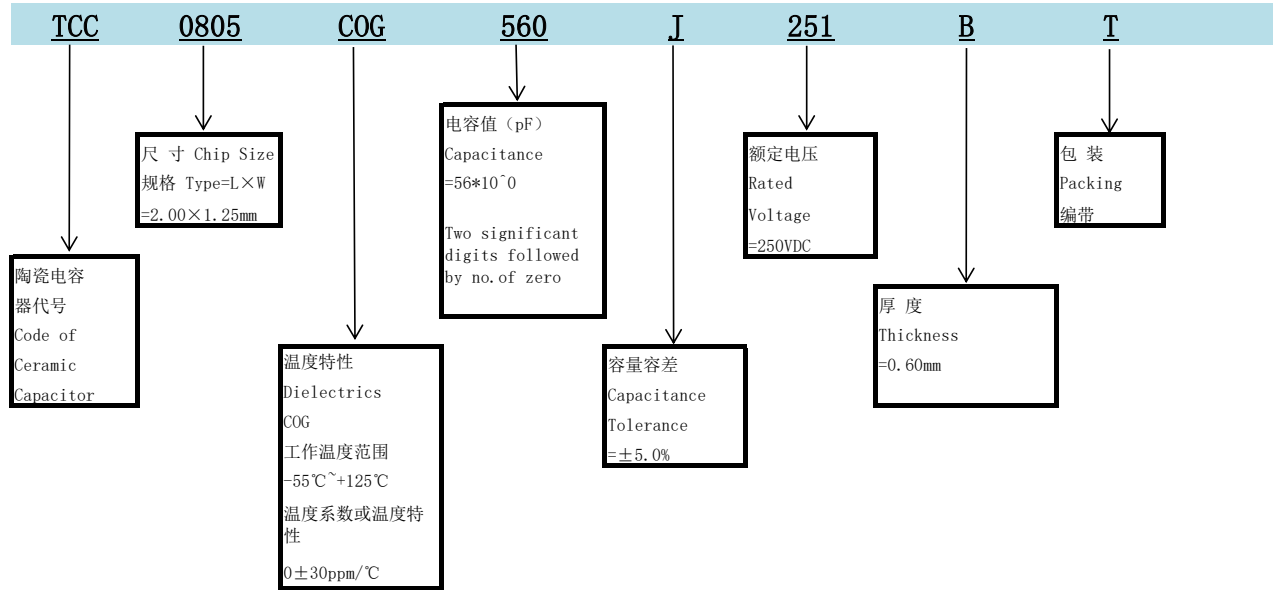 TCC 0805 COG 560 J 251 B T
陶瓷电容
器代号
Code of
Ceramic
Capacitor
尺 寸 Chip Size
规格 Type=L×W
=2.00×1.25mm
温度特性
Dielectrics
COG
工作温度范围
-55℃~+125℃
温度系数或温度特
性
0±30ppm/℃
电容值（pF）
Capacitance
=56*10^0
Two significant
digits followed
by no.of zero
容量容差
Capacitance
Tolerance
=±5.0%
额定电压
Rated
Voltage
=250VDC
厚 度
Thickness
=0.60mm
包 装
Packing
编带